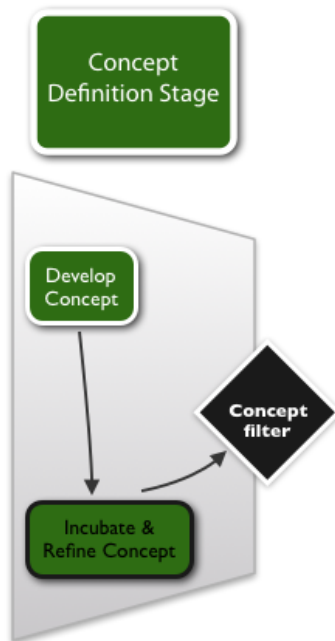 Concept
Definition Stage
Develop
Concept
Concept
filter
Incubate &
Refine Concept